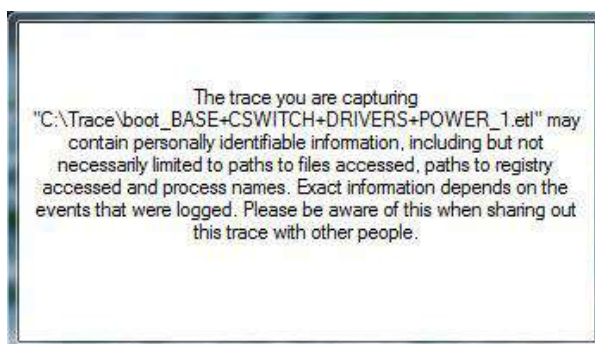 The trace you are capturing
"C:\Trace\boot_BASE+CSWITCH+DRIVERS+POWER_1.etl" may
contain personally identifiable information, including but not
necessarily limited to paths to files accessed, paths to registry
accessed and process names. Exact information depends on the
events that were logged. Please be aware of this when sharing out
this trace with other people.